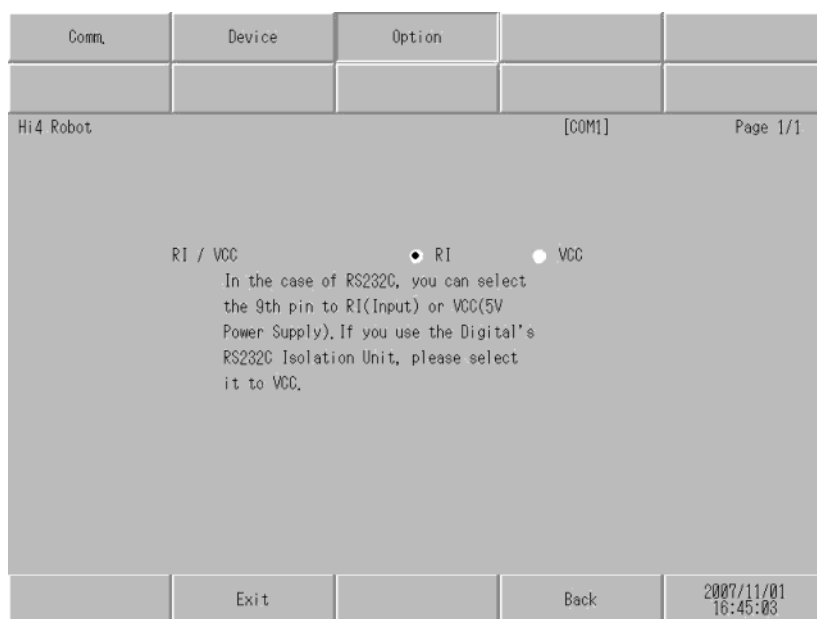 Comm. Device Option
Hi4 Robot [COM1] Page 1/1
RI / VCC RI VCC
In the case of RS232C, you can select
the 9th pin to RI(Input) or VCC(5V
Power Supply).If you use the Digital's
RS232C Isolation Unit, please select
it to VCC.
Exit Back 2007/11/01
16:45:03